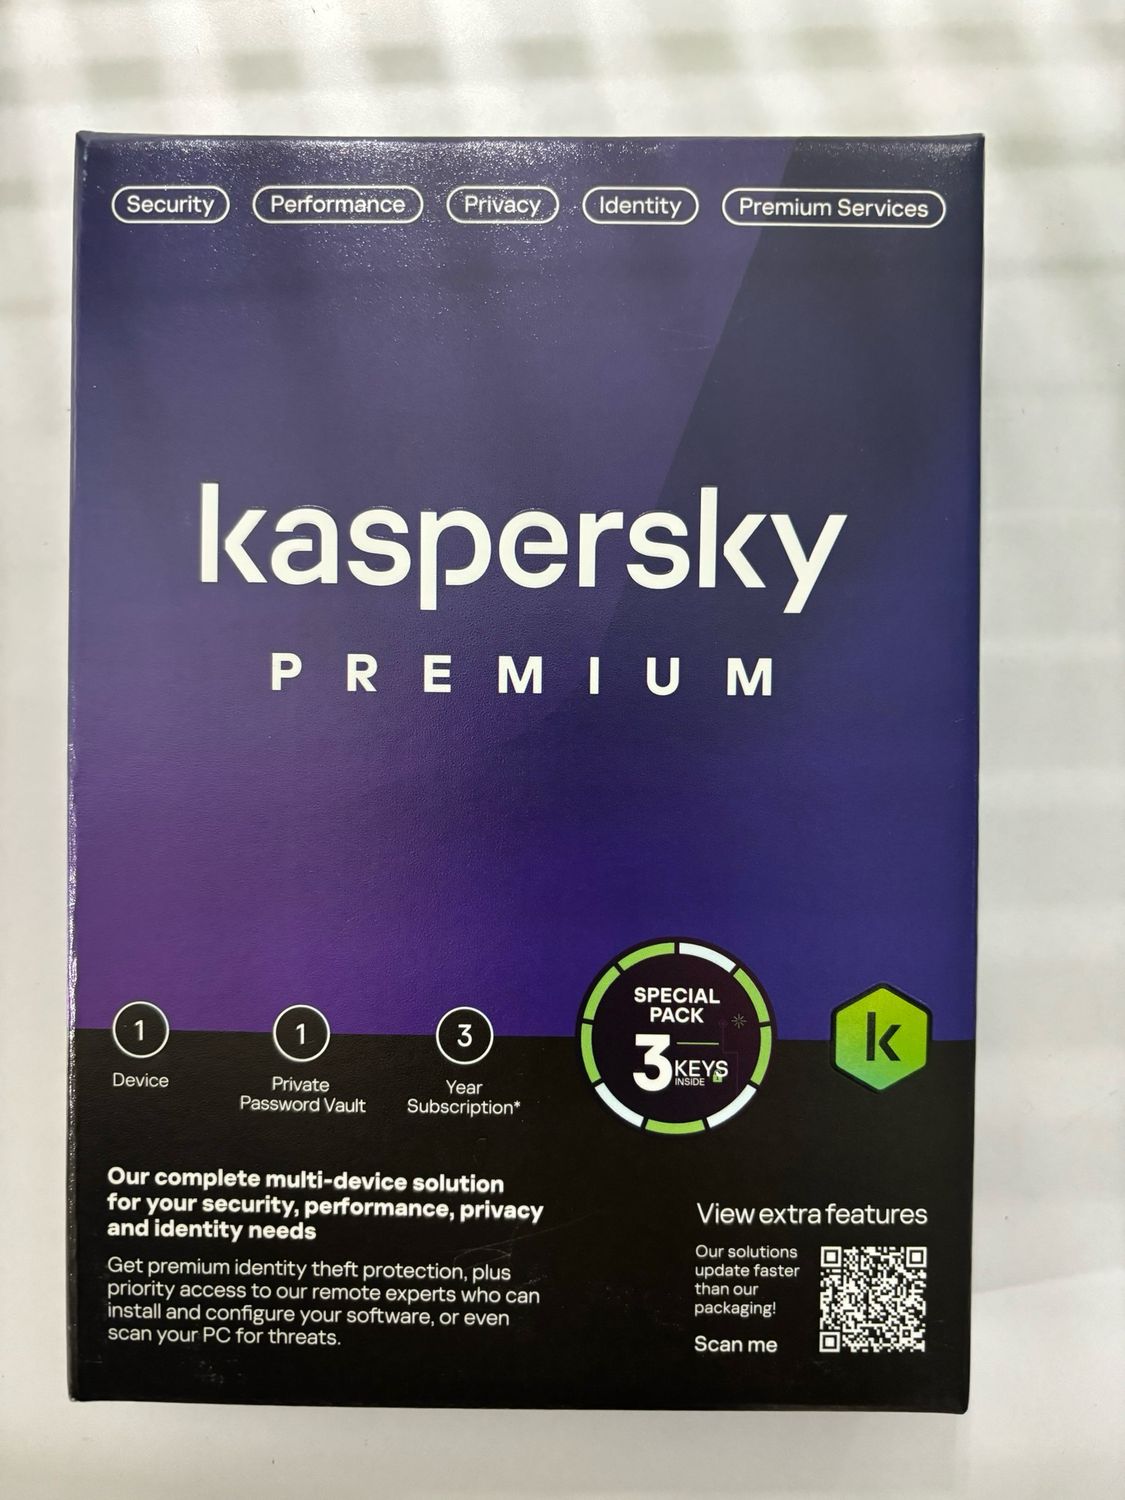 Security Performance Privacy Identity Premium Services
kaspersky
PREMIUM
1
Device
1
Private
Password Vault
3
Year
Subscription*
SPECIAL
PACK
3 KEYS
INSIDE
k
Our complete multi-device solution
for your security, performance, privacy
and identity needs
Get premium identity theft protection, plus
priority access to our remote experts who can
install and configure your software, or even
scan your PC for threats.
View extra features
Our solutions
update faster
than our
packaging!
Scan me